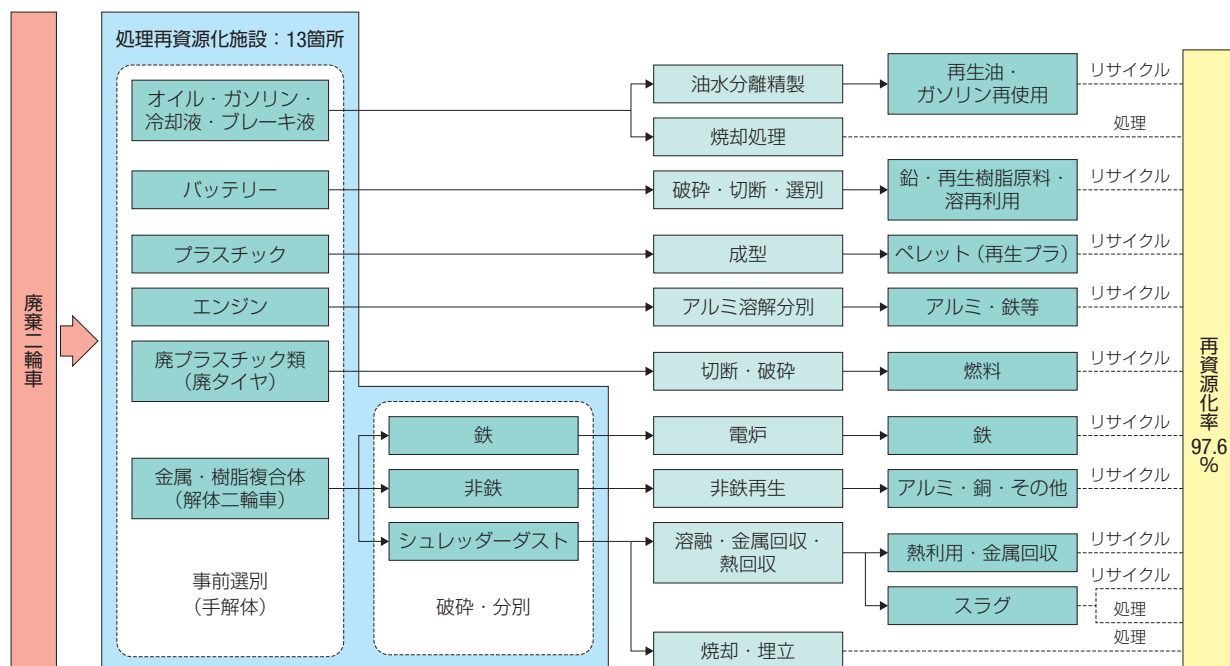 廃棄二輪車
処理再資源化施設：13箇所
オイル・ガソリン・
冷却液・ブレーキ液
油水分離精製
再生油・
ガソリン再使用
リサイクル
焼却処理
処理
バッテリー
破砕・切断・選別
鉛・再生樹脂原料・
溶再利用
リサイクル
プラスチック
成型
ペレット（再生プラ）
リサイクル
エンジン
アルミ溶解分別
アルミ・鉄等
リサイクル
廃プラスチック類
（廃タイヤ）
切断・破砕
燃料
リサイクル
金属・樹脂複合体
（解体二輪車）
鉄
電炉
鉄
リサイクル
非鉄
非鉄再生
アルミ・銅・その他
リサイクル
シュレッダーダスト
溶融・金属回収・
熱回収
熱利用・金属回収
リサイクル
スラグ
リサイクル
処理
焼却・埋立
処理
事前選別
（手解体）
破砕・分別
再資源化率
97.6
%